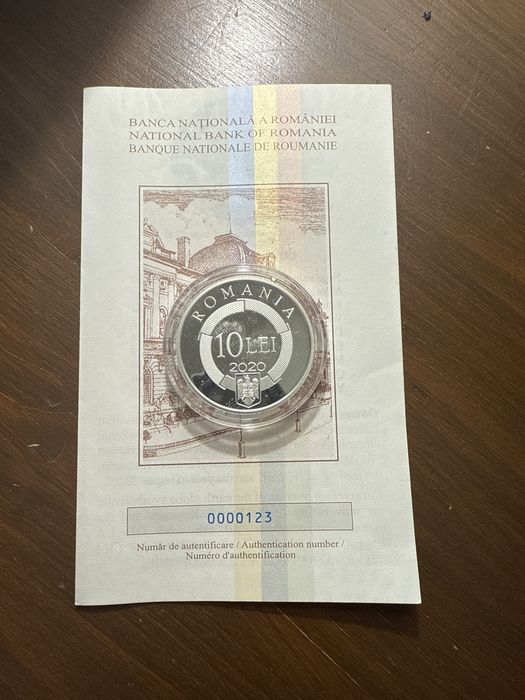 BANCA NAŢIONALĂ A ROMÂNIEI
NATIONAL BANK OF ROMANIA
BANQUE NATIONALE DE ROUMANIE
ROMANIA
10 LEI
2020
0000123
Număr de autentificare / Authentication number /
Numéro d'authentification